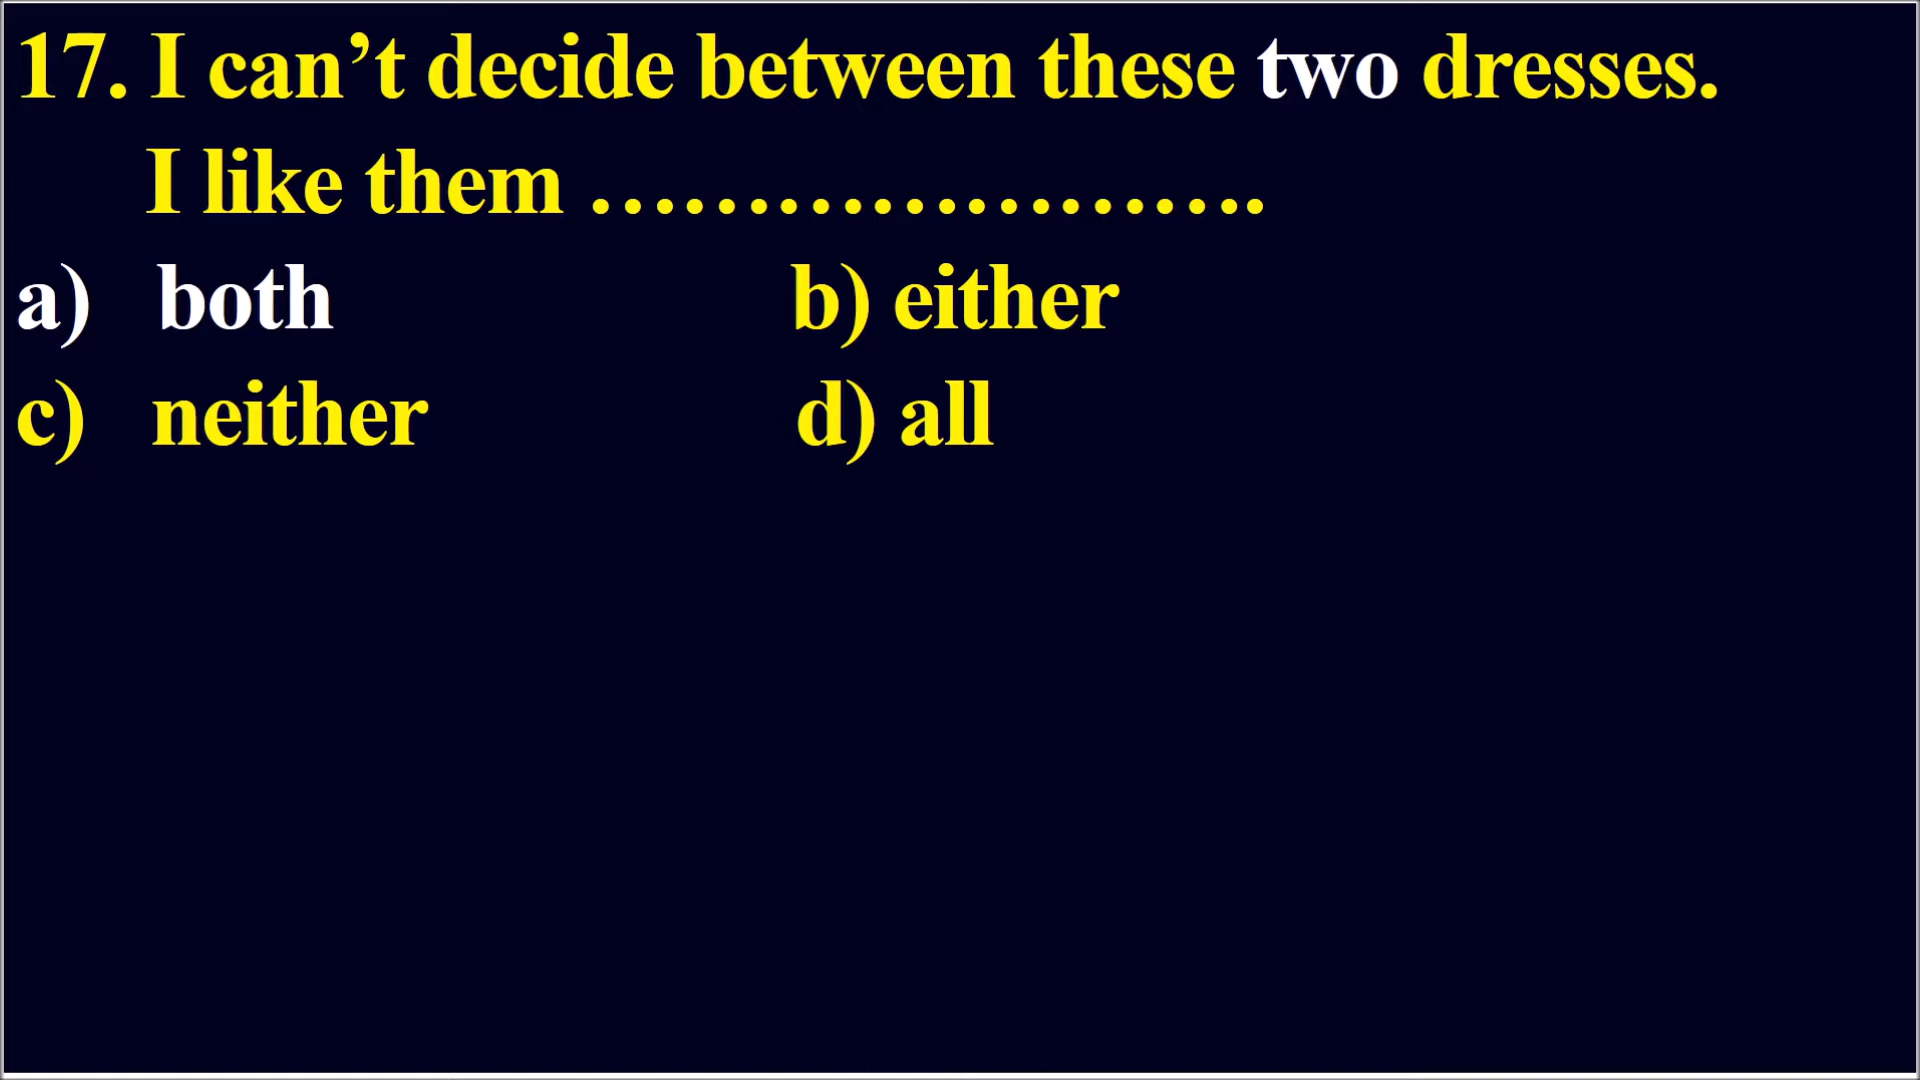 17. I can’t decide between these two dresses.
I like them ……………………..
a) both b) either
c) neither d) all